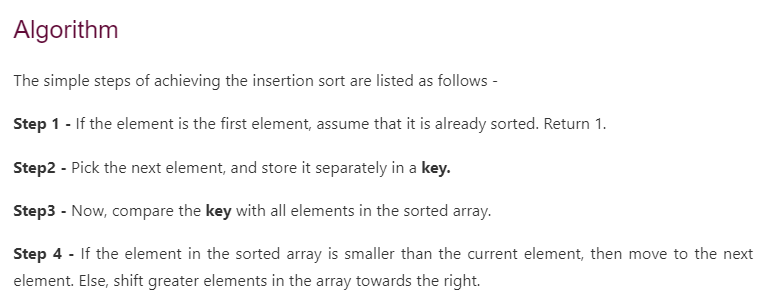 Algorithm
The simple steps of achieving the insertion sort are listed as follows -
Step 1 - If the element is the first element, assume that it is already sorted. Return 1.
Step2 - Pick the next element, and store it separately in a key.
Step3 - Now, compare the key with all elements in the sorted array.
Step 4 - If the element in the sorted array is smaller than the current element, then move to the next
element. Else, shift greater elements in the array towards the right.